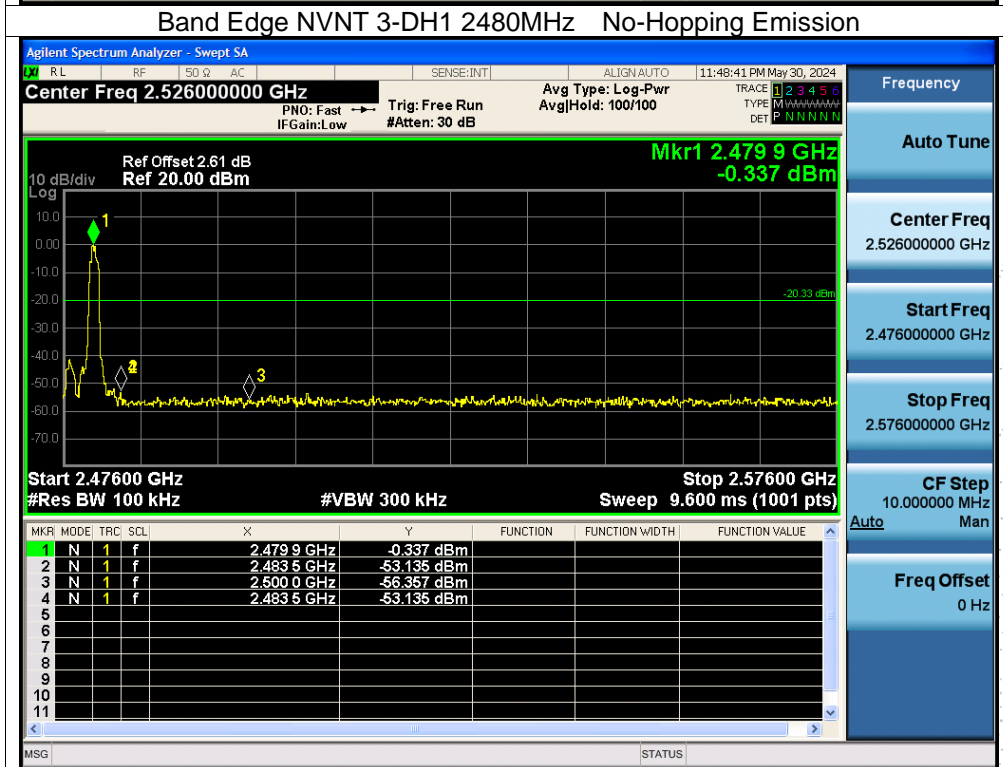 Band Edge NVNT 3-DH1 2480MHz No-Hopping Emission
Agilent Spectrum Analyzer - Swept SA
LXI RL RF 50 Ω AC SENSE:INT ALIGN AUTO 11:48:41 PM May 30, 2024
Center Freq 2.526000000 GHz
PNO: Fast
IFGain:Low
Trig: Free Run
#Atten: 30 dB
Avg Type: Log-Pwr
Avg|Hold: 100/100
TRACE 1 2 3 4 5 6
TYPE M WWWWW
DET P N N N N N
Frequency
Auto Tune
Center Freq
2.526000000 GHz
Start Freq
2.476000000 GHz
Stop Freq
2.576000000 GHz
CF Step
10.000000 MHz
Auto Man
Freq Offset
0 Hz
Mkr1 2.479 9 GHz
-0.337 dBm
Ref Offset 2.61 dB
10 dB/div Ref 20.00 dBm
Log
10.0
0.00
-10.0
-20.0
-30.0
-40.0
-50.0
-60.0
-70.0
1
-20.33 dBm
2
4
3
Start 2.47600 GHz Stop 2.57600 GHz
#Res BW 100 kHz #VBW 300 kHz Sweep 9.600 ms (1001 pts)
MKR MODE TRC SCL X Y FUNCTION FUNCTION WIDTH FUNCTION VALUE
1 N 1 f 2.479 9 GHz -0.337 dBm
2 N 1 f 2.483 5 GHz -53.135 dBm
3 N 1 f 2.500 0 GHz -56.357 dBm
4 N 1 f 2.483 5 GHz -53.135 dBm
5
6
7
8
9
10
11
MSG STATUS